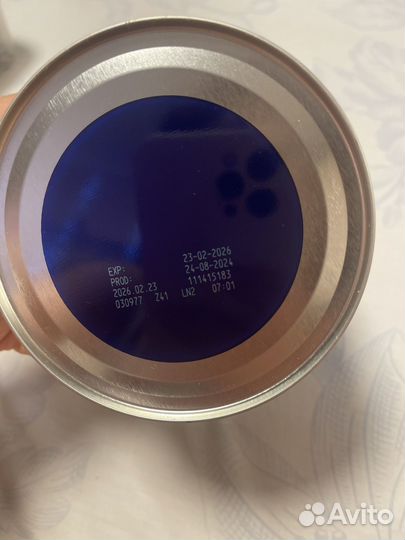 EXP: 23-02-2026
PROD: 24-08-2024
2026.02.23 111415183
030977 Z41 LN2 07:01
Avito